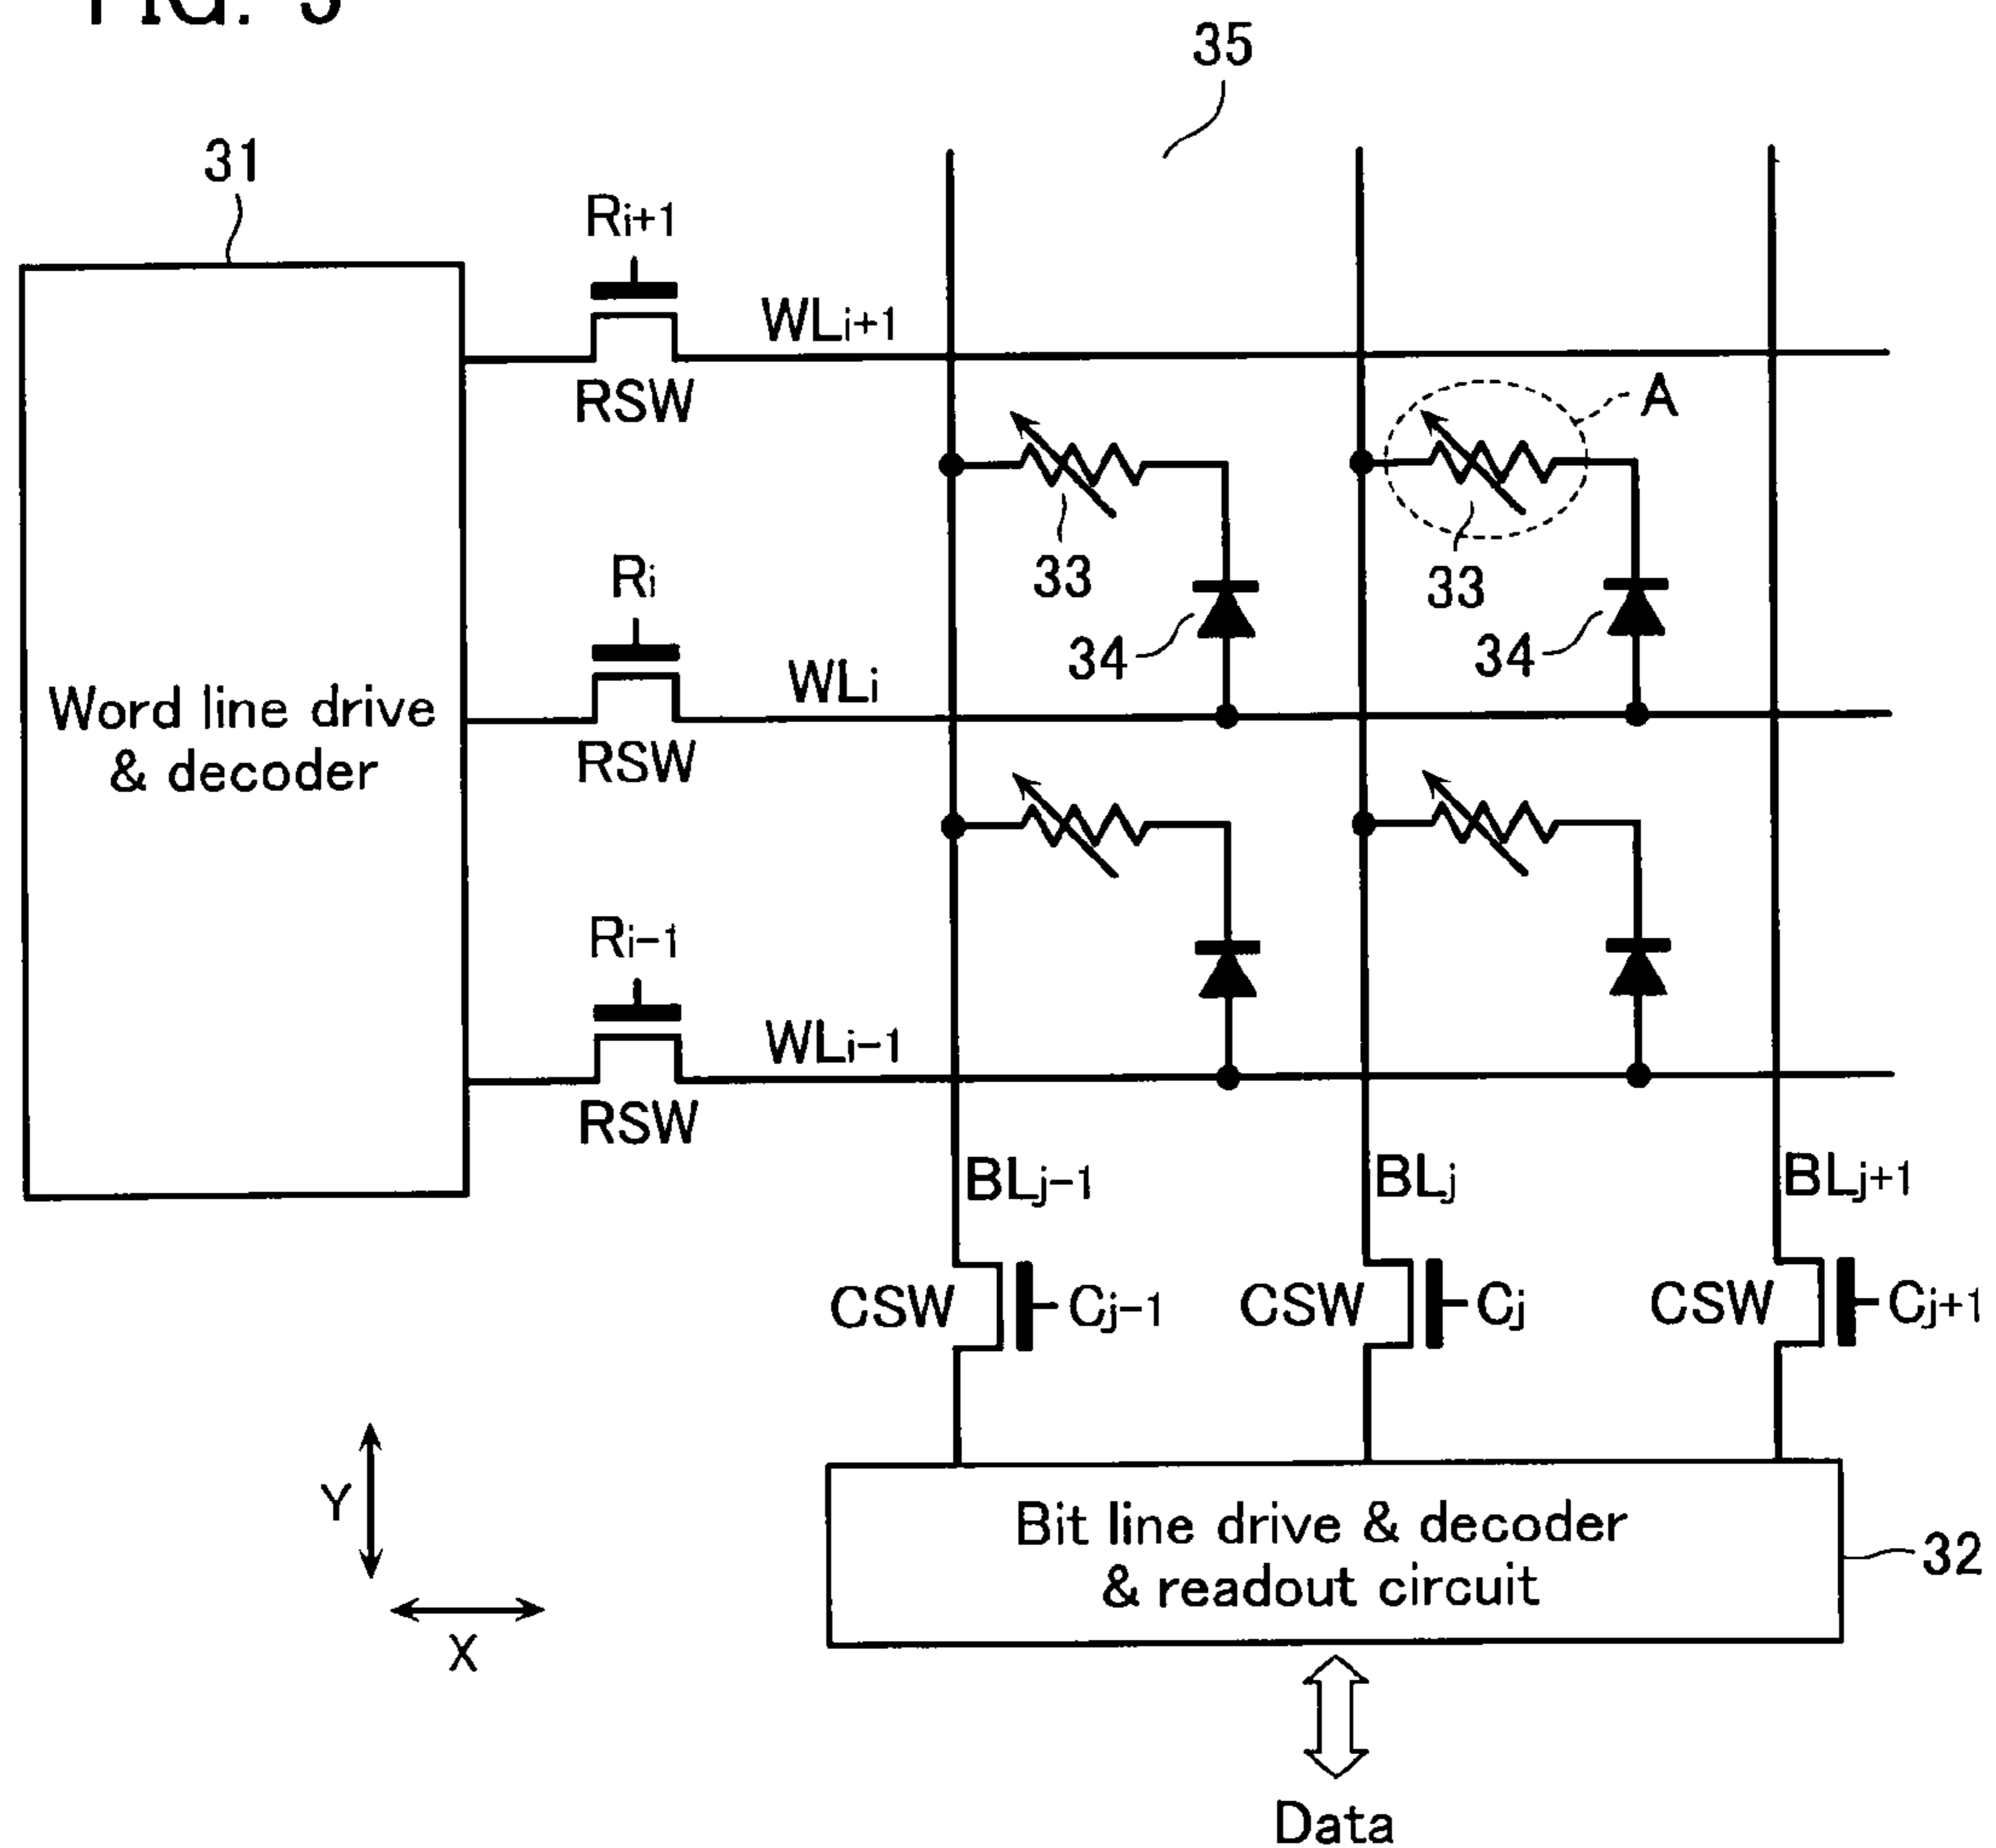 FIG. 3
35
31
Ri+1
WLi+1
RSW
A
33
33
Ri
34
34
WLi
Word line drive
& decoder
RSW
Ri-1
WLi-1
RSW
BLj-1
BLj
BLj+1
CSW
Cj-1
CSW
Cj
CSW
Cj+1
Y
X
Bit line drive & decoder
& readout circuit
32
Data